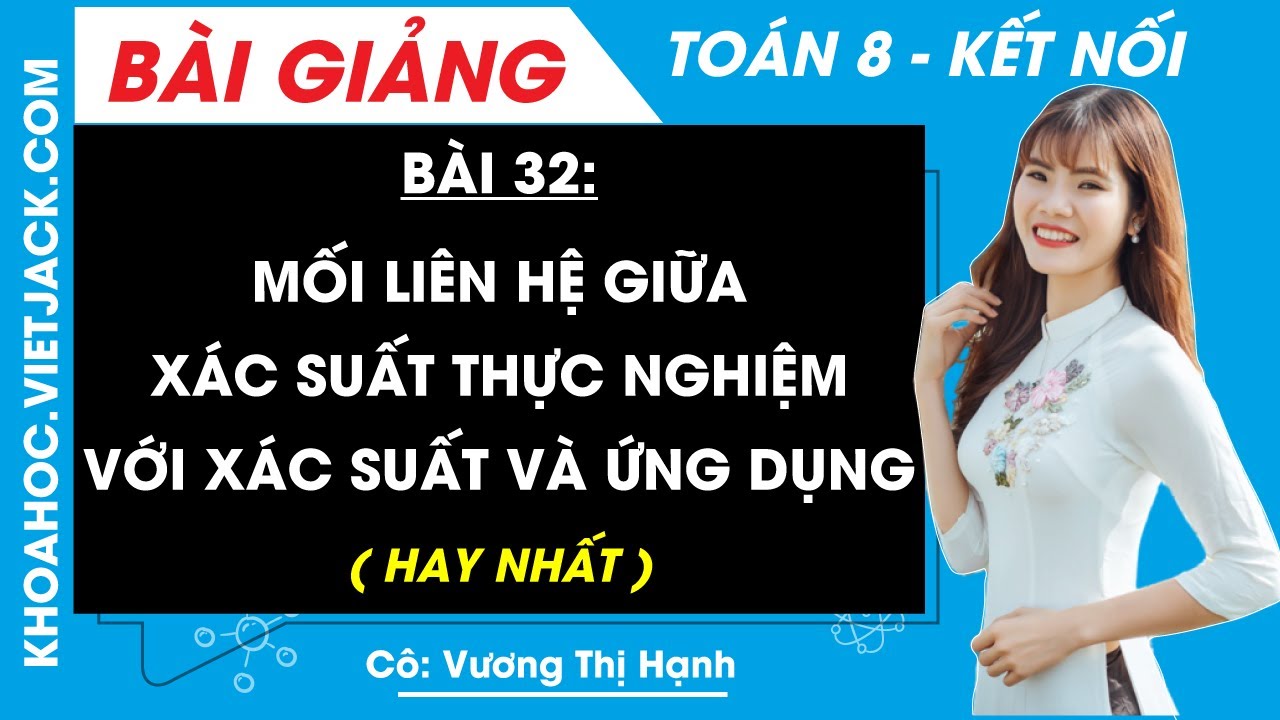 BÀI GIẢNG
TOÁN 8 - KẾT NỐI
KHOAHOC.VIETJACK.COM
BÀI 32:
MỐI LIÊN HỆ GIỮA
XÁC SUẤT THỰC NGHIỆM
VỚI XÁC SUẤT VÀ ỨNG DỤNG
( HAY NHẤT )
Cô: Vương Thị Hạnh